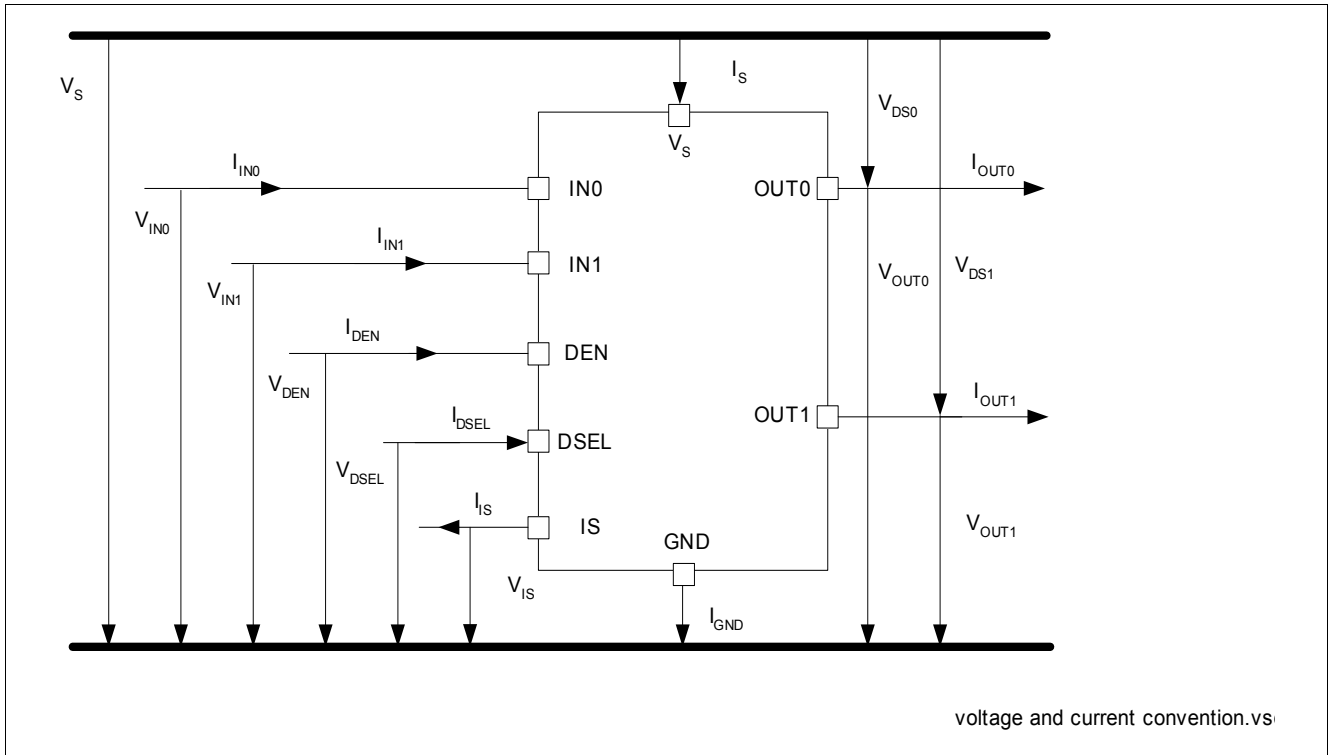 V_S
I_S
V_DS0
V_S
I_IN0
IN0
OUT0
I_OUT0
V_IN0
I_IN1
IN1
V_OUT0
V_DS1
V_IN1
I_DEN
DEN
V_DEN
I_DSEL
DSEL
OUT1
I_OUT1
V_DSEL
I_IS
IS
GND
V_OUT1
V_IS
I_GND
voltage and current convention.vs